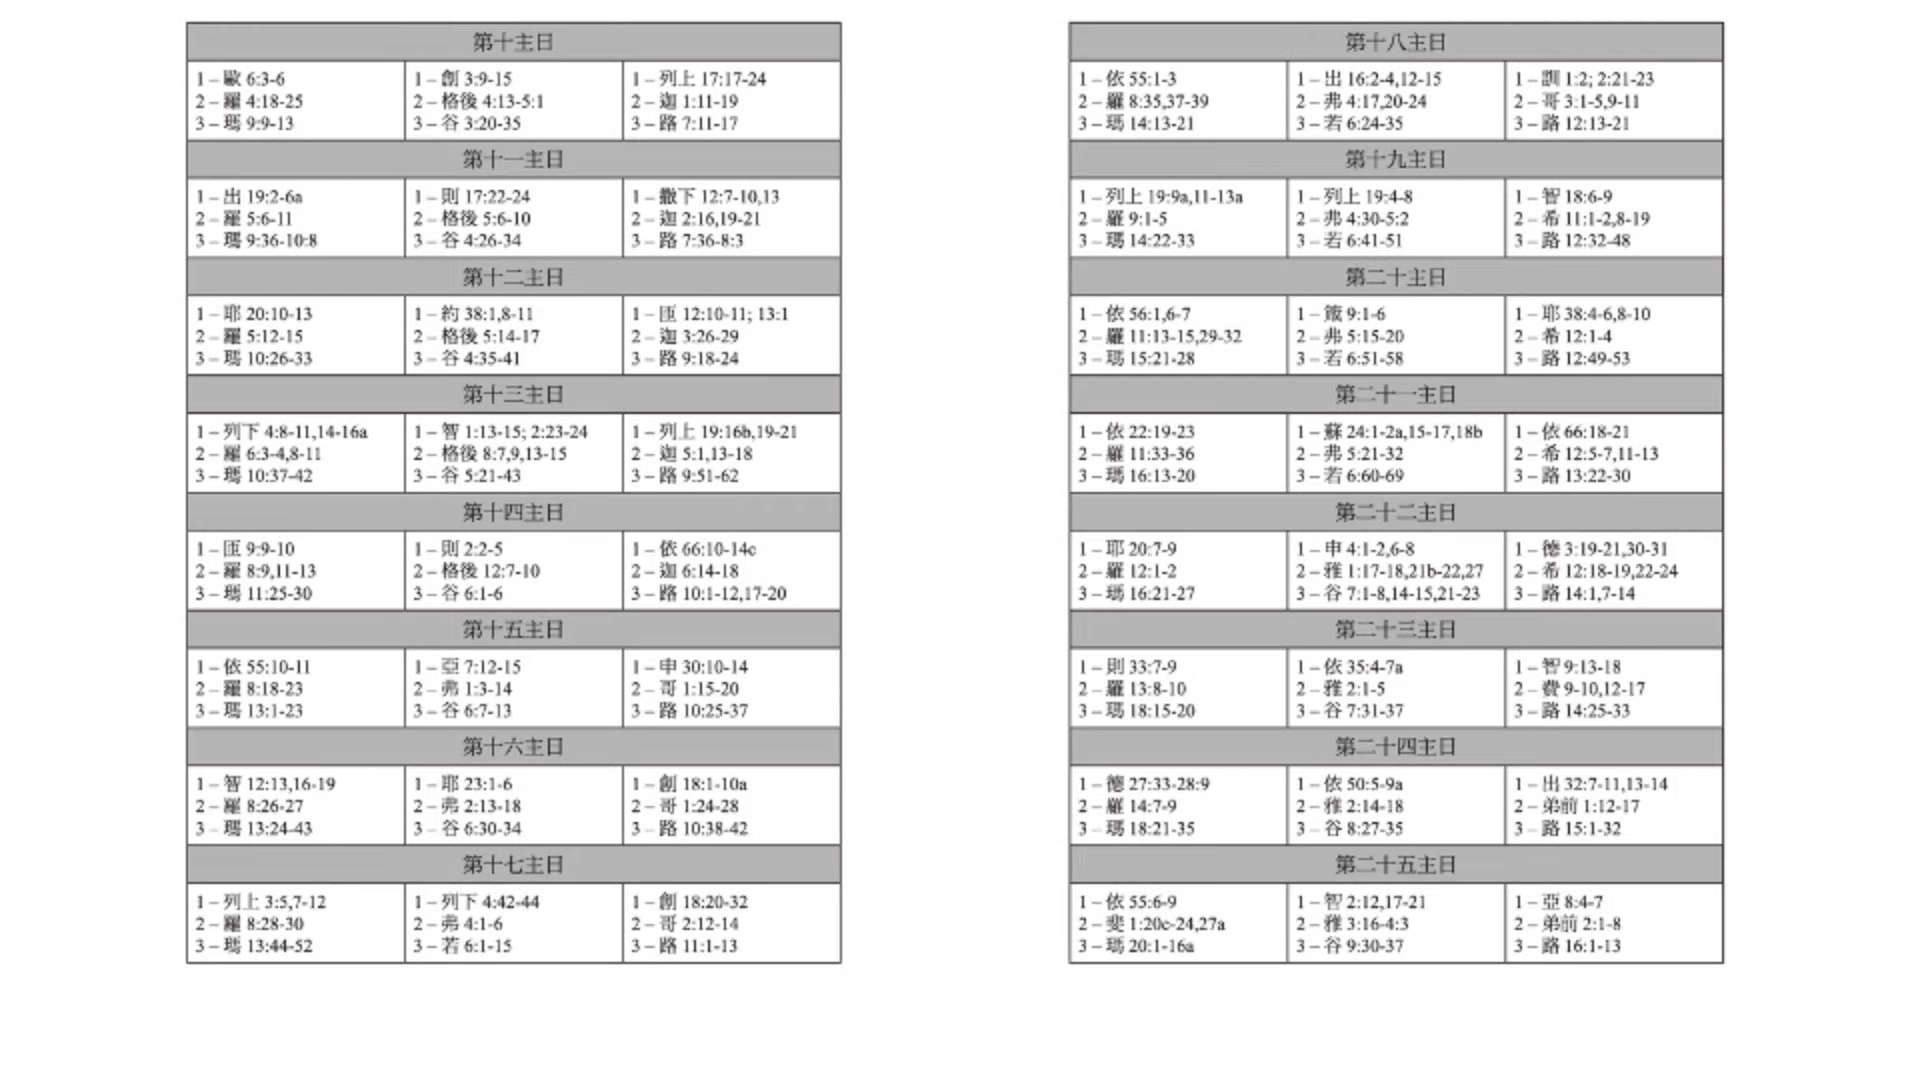 第十主日
1 – 歐 6:3-6
2 – 羅 4:18-25
3 – 瑪 9:9-13
1 – 創 3:9-15
2 – 格後 4:13-5:1
3 – 谷 3:20-35
1 – 列上 17:17-24
2 – 迦 1:11-19
3 – 路 7:11-17
第十一主日
1 – 出 19:2-6a
2 – 羅 5:6-11
3 – 瑪 9:36-10:8
1 – 則 17:22-24
2 – 格後 5:6-10
3 – 谷 4:26-34
1 – 撒下 12:7-10,13
2 – 迦 2:16,19-21
3 – 路 7:36-8:3
第十二主日
1 – 耶 20:10-13
2 – 羅 5:12-15
3 – 瑪 10:26-33
1 – 約 38:1,8-11
2 – 格後 5:14-17
3 – 谷 4:35-41
1 – 匝 12:10-11; 13:1
2 – 迦 3:26-29
3 – 路 9:18-24
第十三主日
1 – 列下 4:8-11,14-16a
2 – 羅 6:3-4,8-11
3 – 瑪 10:37-42
1 – 智 1:13-15; 2:23-24
2 – 格後 8:7,9,13-15
3 – 谷 5:21-43
1 – 列上 19:16b,19-21
2 – 迦 5:1,13-18
3 – 路 9:51-62
第十四主日
1 – 匝 9:9-10
2 – 羅 8:9,11-13
3 – 瑪 11:25-30
1 – 則 2:2-5
2 – 格後 12:7-10
3 – 谷 6:1-6
1 – 依 66:10-14c
2 – 迦 6:14-18
3 – 路 10:1-12,17-20
第十五主日
1 – 依 55:10-11
2 – 羅 8:18-23
3 – 瑪 13:1-23
1 – 亞 7:12-15
2 – 弗 1:3-14
3 – 谷 6:7-13
1 – 申 30:10-14
2 – 哥 1:15-20
3 – 路 10:25-37
第十六主日
1 – 智 12:13,16-19
2 – 羅 8:26-27
3 – 瑪 13:24-43
1 – 耶 23:1-6
2 – 弗 2:13-18
3 – 谷 6:30-34
1 – 創 18:1-10a
2 – 哥 1:24-28
3 – 路 10:38-42
第十七主日
1 – 列上 3:5,7-12
2 – 羅 8:28-30
3 – 瑪 13:44-52
1 – 列下 4:42-44
2 – 弗 4:1-6
3 – 若 6:1-15
1 – 創 18:20-32
2 – 哥 2:12-14
3 – 路 11:1-13
第十八主日
1 – 依 55:1-3
2 – 羅 8:35,37-39
3 – 瑪 14:13-21
1 – 出 16:2-4,12-15
2 – 弗 4:17,20-24
3 – 若 6:24-35
1 – 訓 1:2; 2:21-23
2 – 哥 3:1-5,9-11
3 – 路 12:13-21
第十九主日
1 – 列上 19:9a,11-13a
2 – 羅 9:1-5
3 – 瑪 14:22-33
1 – 列上 19:4-8
2 – 弗 4:30-5:2
3 – 若 6:41-51
1 – 智 18:6-9
2 – 希 11:1-2,8-19
3 – 路 12:32-48
第二十主日
1 – 依 56:1,6-7
2 – 羅 11:13-15,29-32
3 – 瑪 15:21-28
1 – 箴 9:1-6
2 – 弗 5:15-20
3 – 若 6:51-58
1 – 耶 38:4-6,8-10
2 – 希 12:1-4
3 – 路 12:49-53
第二十一主日
1 – 依 22:19-23
2 – 羅 11:33-36
3 – 瑪 16:13-20
1 – 蘇 24:1-2a,15-17,18b
2 – 弗 5:21-32
3 – 若 6:60-69
1 – 依 66:18-21
2 – 希 12:5-7,11-13
3 – 路 13:22-30
第二十二主日
1 – 耶 20:7-9
2 – 羅 12:1-2
3 – 瑪 16:21-27
1 – 申 4:1-2,6-8
2 – 雅 1:17-18,21b-22,27
3 – 谷 7:1-8,14-15,21-23
1 – 德 3:19-21,30-31
2 – 希 12:18-19,22-24
3 – 路 14:1,7-14
第二十三主日
1 – 則 33:7-9
2 – 羅 13:8-10
3 – 瑪 18:15-20
1 – 依 35:4-7a
2 – 雅 2:1-5
3 – 谷 7:31-37
1 – 智 9:13-18
2 – 費 9-10,12-17
3 – 路 14:25-33
第二十四主日
1 – 德 27:33-28:9
2 – 羅 14:7-9
3 – 瑪 18:21-35
1 – 依 50:5-9a
2 – 雅 2:14-18
3 – 谷 8:27-35
1 – 出 32:7-11,13-14
2 – 弟前 1:12-17
3 – 路 15:1-32
第二十五主日
1 – 依 55:6-9
2 – 斐 1:20c-24,27a
3 – 瑪 20:1-16a
1 – 智 2:12,17-21
2 – 雅 3:16-4:3
3 – 谷 9:30-37
1 – 亞 8:4-7
2 – 弟前 2:1-8
3 – 路 16:1-13